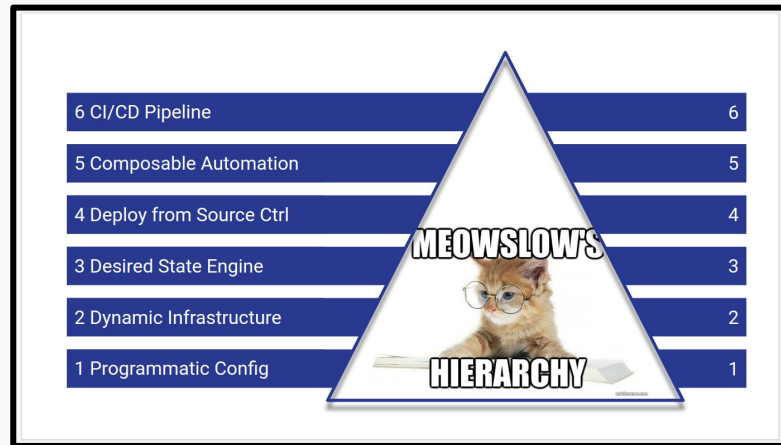 6 CI/CD Pipeline 6
5 Composable Automation 5
4 Deploy from Source Ctrl 4
MEOWSLOW'S
3 Desired State Engine 3
2 Dynamic Infrastructure 2
1 Programmatic Config 1
HIERARCHY